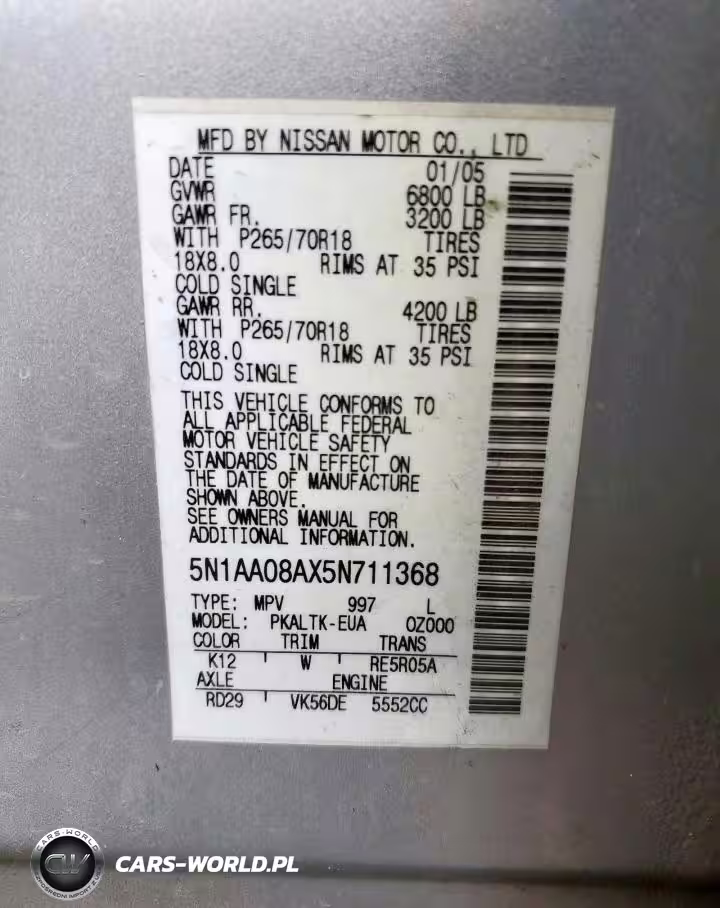 MFD BY NISSAN MOTOR CO., LTD
DATE 01/05
GVWR 6800 LB
GAWR FR. 3200 LB
WITH P265/70R18 TIRES
18X8.0 RIMS AT 35 PSI
COLD SINGLE
GAWR RR. 4200 LB
WITH P265/70R18 TIRES
18X8.0 RIMS AT 35 PSI
COLD SINGLE
THIS VEHICLE CONFORMS TO
ALL APPLICABLE FEDERAL
MOTOR VEHICLE SAFETY
STANDARDS IN EFFECT ON
THE DATE OF MANUFACTURE
SHOWN ABOVE.
SEE OWNERS MANUAL FOR
ADDITIONAL INFORMATION.
5N1AA08AX5N711368
TYPE: MPV 997 L
MODEL: PKALTK-EUA 0Z000
COLOR TRIM TRANS
K12 W RE5R05A
AXLE ENGINE
RD29 VK56DE 5552CC
CARS-WORLD
CW
CARS-WORLD.PL